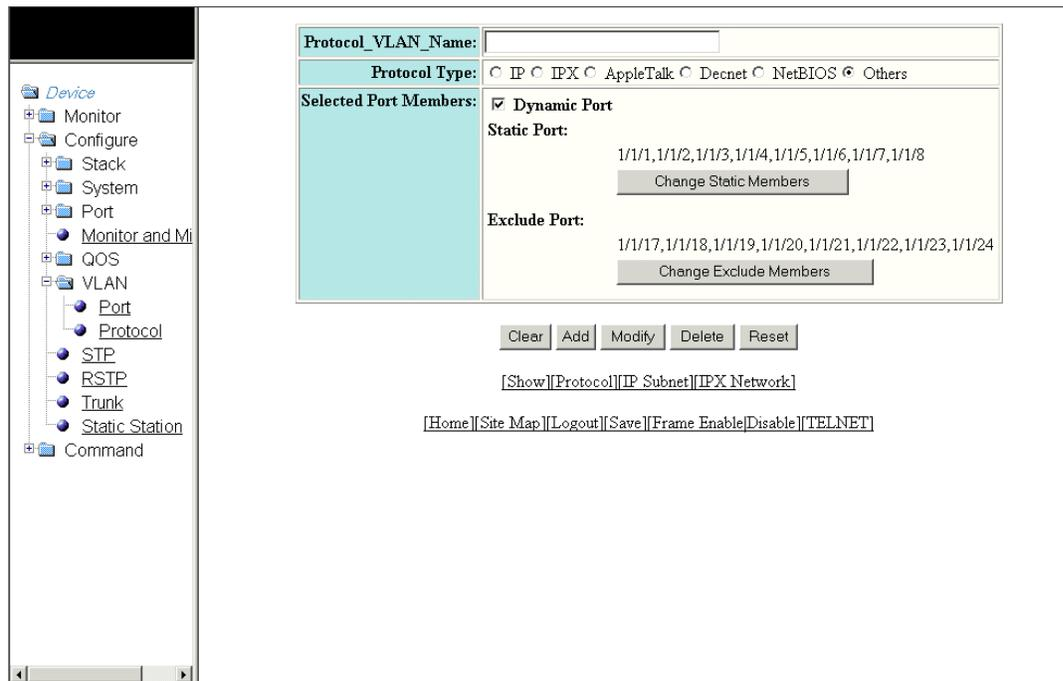 Device
Monitor
Configure
Stack
System
Port
Monitor and Mi
QOS
VLAN
Port
Protocol
STP
RSTP
Trunk
Static Station
Command
Protocol_VLAN_Name:
Protocol Type: IP IPX AppleTalk Decnet NetBIOS Others
Selected Port Members: Dynamic Port
Static Port:
1/1/1,1/1/2,1/1/3,1/1/4,1/1/5,1/1/6,1/1/7,1/1/8
Change Static Members
Exclude Port:
1/1/17,1/1/18,1/1/19,1/1/20,1/1/21,1/1/22,1/1/23,1/1/24
Change Exclude Members
Clear Add Modify Delete Reset
[Show][Protocol][IP Subnet][IPX Network]
[Home][Site Map][Logout][Save][Frame Enable|Disable][TELNET]